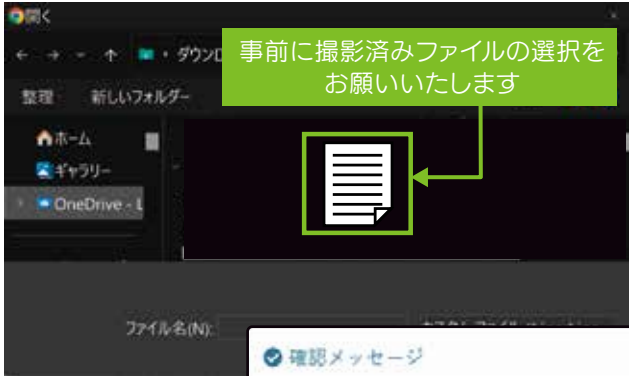 開く
ダウンロ
事前に撮影済みファイルの選択を
お願いいたします
整理
新しいフォルダー
ホーム
ギャラリー
OneDrive - L
ファイル名(N):
確認メッセージ